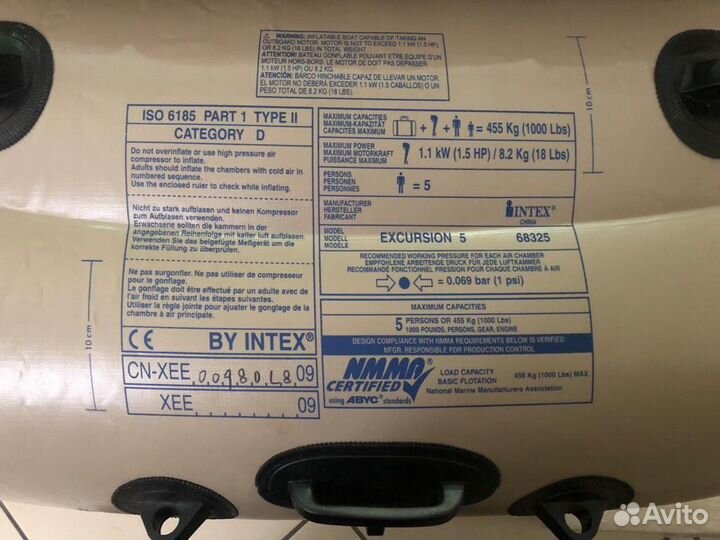 WARNING: INFLATABLE BOAT CAPABLE OF TAKING AN
OUTBOARD MOTOR. MOTOR IS NOT TO EXCEED 1.1 kW (1.5 HP)
OR 8.2 KG (18 LBS) IN TOTAL WEIGHT.
ATTENTION! BATEAU GONFLABLE POUVANT ETRE EQUIPE D'UN
MOTEUR HORS-BORS. LE MOTEUR DE DOIT PAS DEPASSER
1.1 kW (1.5 HP) OU 8.2 KG.
ATENCIÓN: BARCO HINCHABLE CAPAZ DE LLEVAR UN MOTOR.
EL MOTOR NO DEBERA EXCEDER 1.1 kW (1.5 CABALLOS) O UN
PESO TOTAL DE 8.2 KG (18 LBS).
10 cm
ISO 6185 PART 1 TYPE II
CATEGORY D
Do not overinflate or use high pressure air
compressor to inflate.
Adults should inflate the chambers with cold air in
numbered sequence.
Use the enclosed ruler to check while inflating.
Nicht zu stark aufblasen und keinen Kompressor
zum Aufblasen verwenden.
Erwachsene sollten die kammern in der
angegebenen Reihenfolge mit kalter luft aufblasen.
Verwenden Sie das beigefügte Meßgerät um die
korrekte Füllung zu überprüfen.
Ne pas surgonfler. Ne pas utiliser de compresseur
pour le gonflage.
Le gonflage doit être effectué par un adulte avec de
l'air froid en suivant les étapes suivantes.
Utiliser la règle jointe pour ajuster le gonglage de la
chambre à air principale.
CE BY INTEX®
CN-XEE 0098DL8 09
XEE 09
10 cm
MAXIMUM CAPACITIES
MAXIMUM-KAPAZITÄT
CAPACITÉS MAXIMUM
+ + = 455 Kg (1000 Lbs)
MAXIMUM POWER
MAXIMUM MOTORKRAFT
PUISSANCE MAXIMUM
1.1 kW (1.5 HP) / 8.2 Kg (18 Lbs)
PERSONS
PERSONEN
PERSONNES
= 5
MANUFACTURER
HERSTELLER
FABRICANT
INTEX®
CHINA
MODEL
MODELL
MODÈLE
EXCURSION 5 68325
RECOMMENDED WORKING PRESSURE FOR EACH AIR CHAMBER
EMPFOHLENE ARBEITENDE DRUCK FÜR JEDE LUFTKAMMER
RECOMMANDÉE FONCTIONNEL PRESSION POUR CHAQUE CHAMBRE À AIR
= 0.069 bar (1 psi)
MAXIMUM CAPACITIES
5 PERSONS OR 455 Kg (1000 Lbs)
1000 POUNDS, PERSONS, GEAR, ENGINE
DESIGN COMPLIANCE WITH NMMA REQUIREMENTS BELOW IS VERIFIED.
MFGR. RESPONSIBLE FOR PRODUCTION CONTROL
NMMA
CERTIFIED
using ABYC® standards
LOAD CAPACITY 455 Kg (1000 Lbs) MAX.
BASIC FLOTATION
National Marine Manufacturers Association
Avito